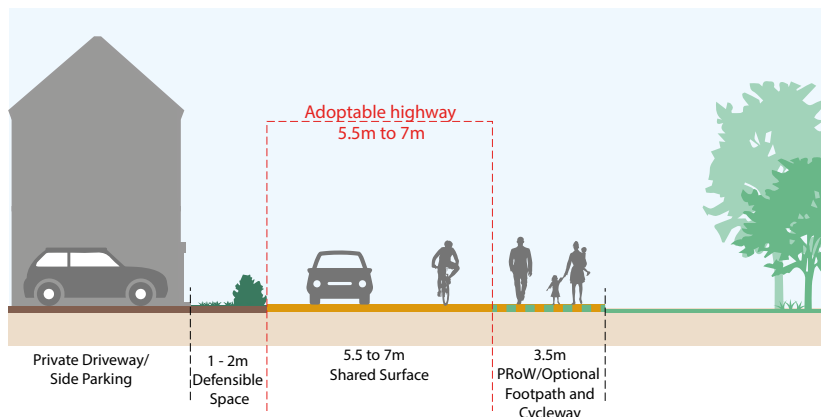 Adoptable highway
5.5m to 7m
Private Driveway/
Side Parking
1 - 2m
Defensible
Space
5.5 to 7m
Shared Surface
3.5m
PRoW/Optional
Footpath and
Cycleway